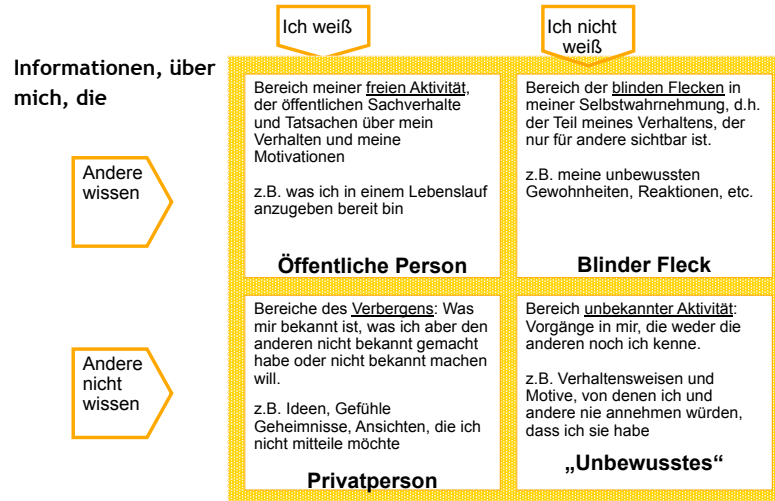 Ich weiß
Ich nicht
weiß
Informationen, über
mich, die
Andere
wissen
Bereich meiner freien Aktivität,
der öffentlichen Sachverhalte
und Tatsachen über mein
Verhalten und meine
Motivationen
z.B. was ich in einem Lebenslauf
anzugeben bereit bin
Öffentliche Person
Bereich der blinden Flecken in
meiner Selbstwahrnehmung, d.h.
der Teil meines Verhaltens, der
nur für andere sichtbar ist.
z.B. meine unbewussten
Gewohnheiten, Reaktionen, etc.
Blinder Fleck
Andere
nicht
wissen
Bereiche des Verbergens: Was
mir bekannt ist, was ich aber den
anderen nicht bekannt gemacht
habe oder nicht bekannt machen
will.
z.B. Ideen, Gefühle
Geheimnisse, Ansichten, die ich
nicht mitteile möchte
Privatperson
Bereich unbekannter Aktivität:
Vorgänge in mir, die weder die
anderen noch ich kenne.
z.B. Verhaltensweisen und
Motive, von denen ich und
andere nie annehmen würden,
dass ich sie habe
„Unbewusstes“